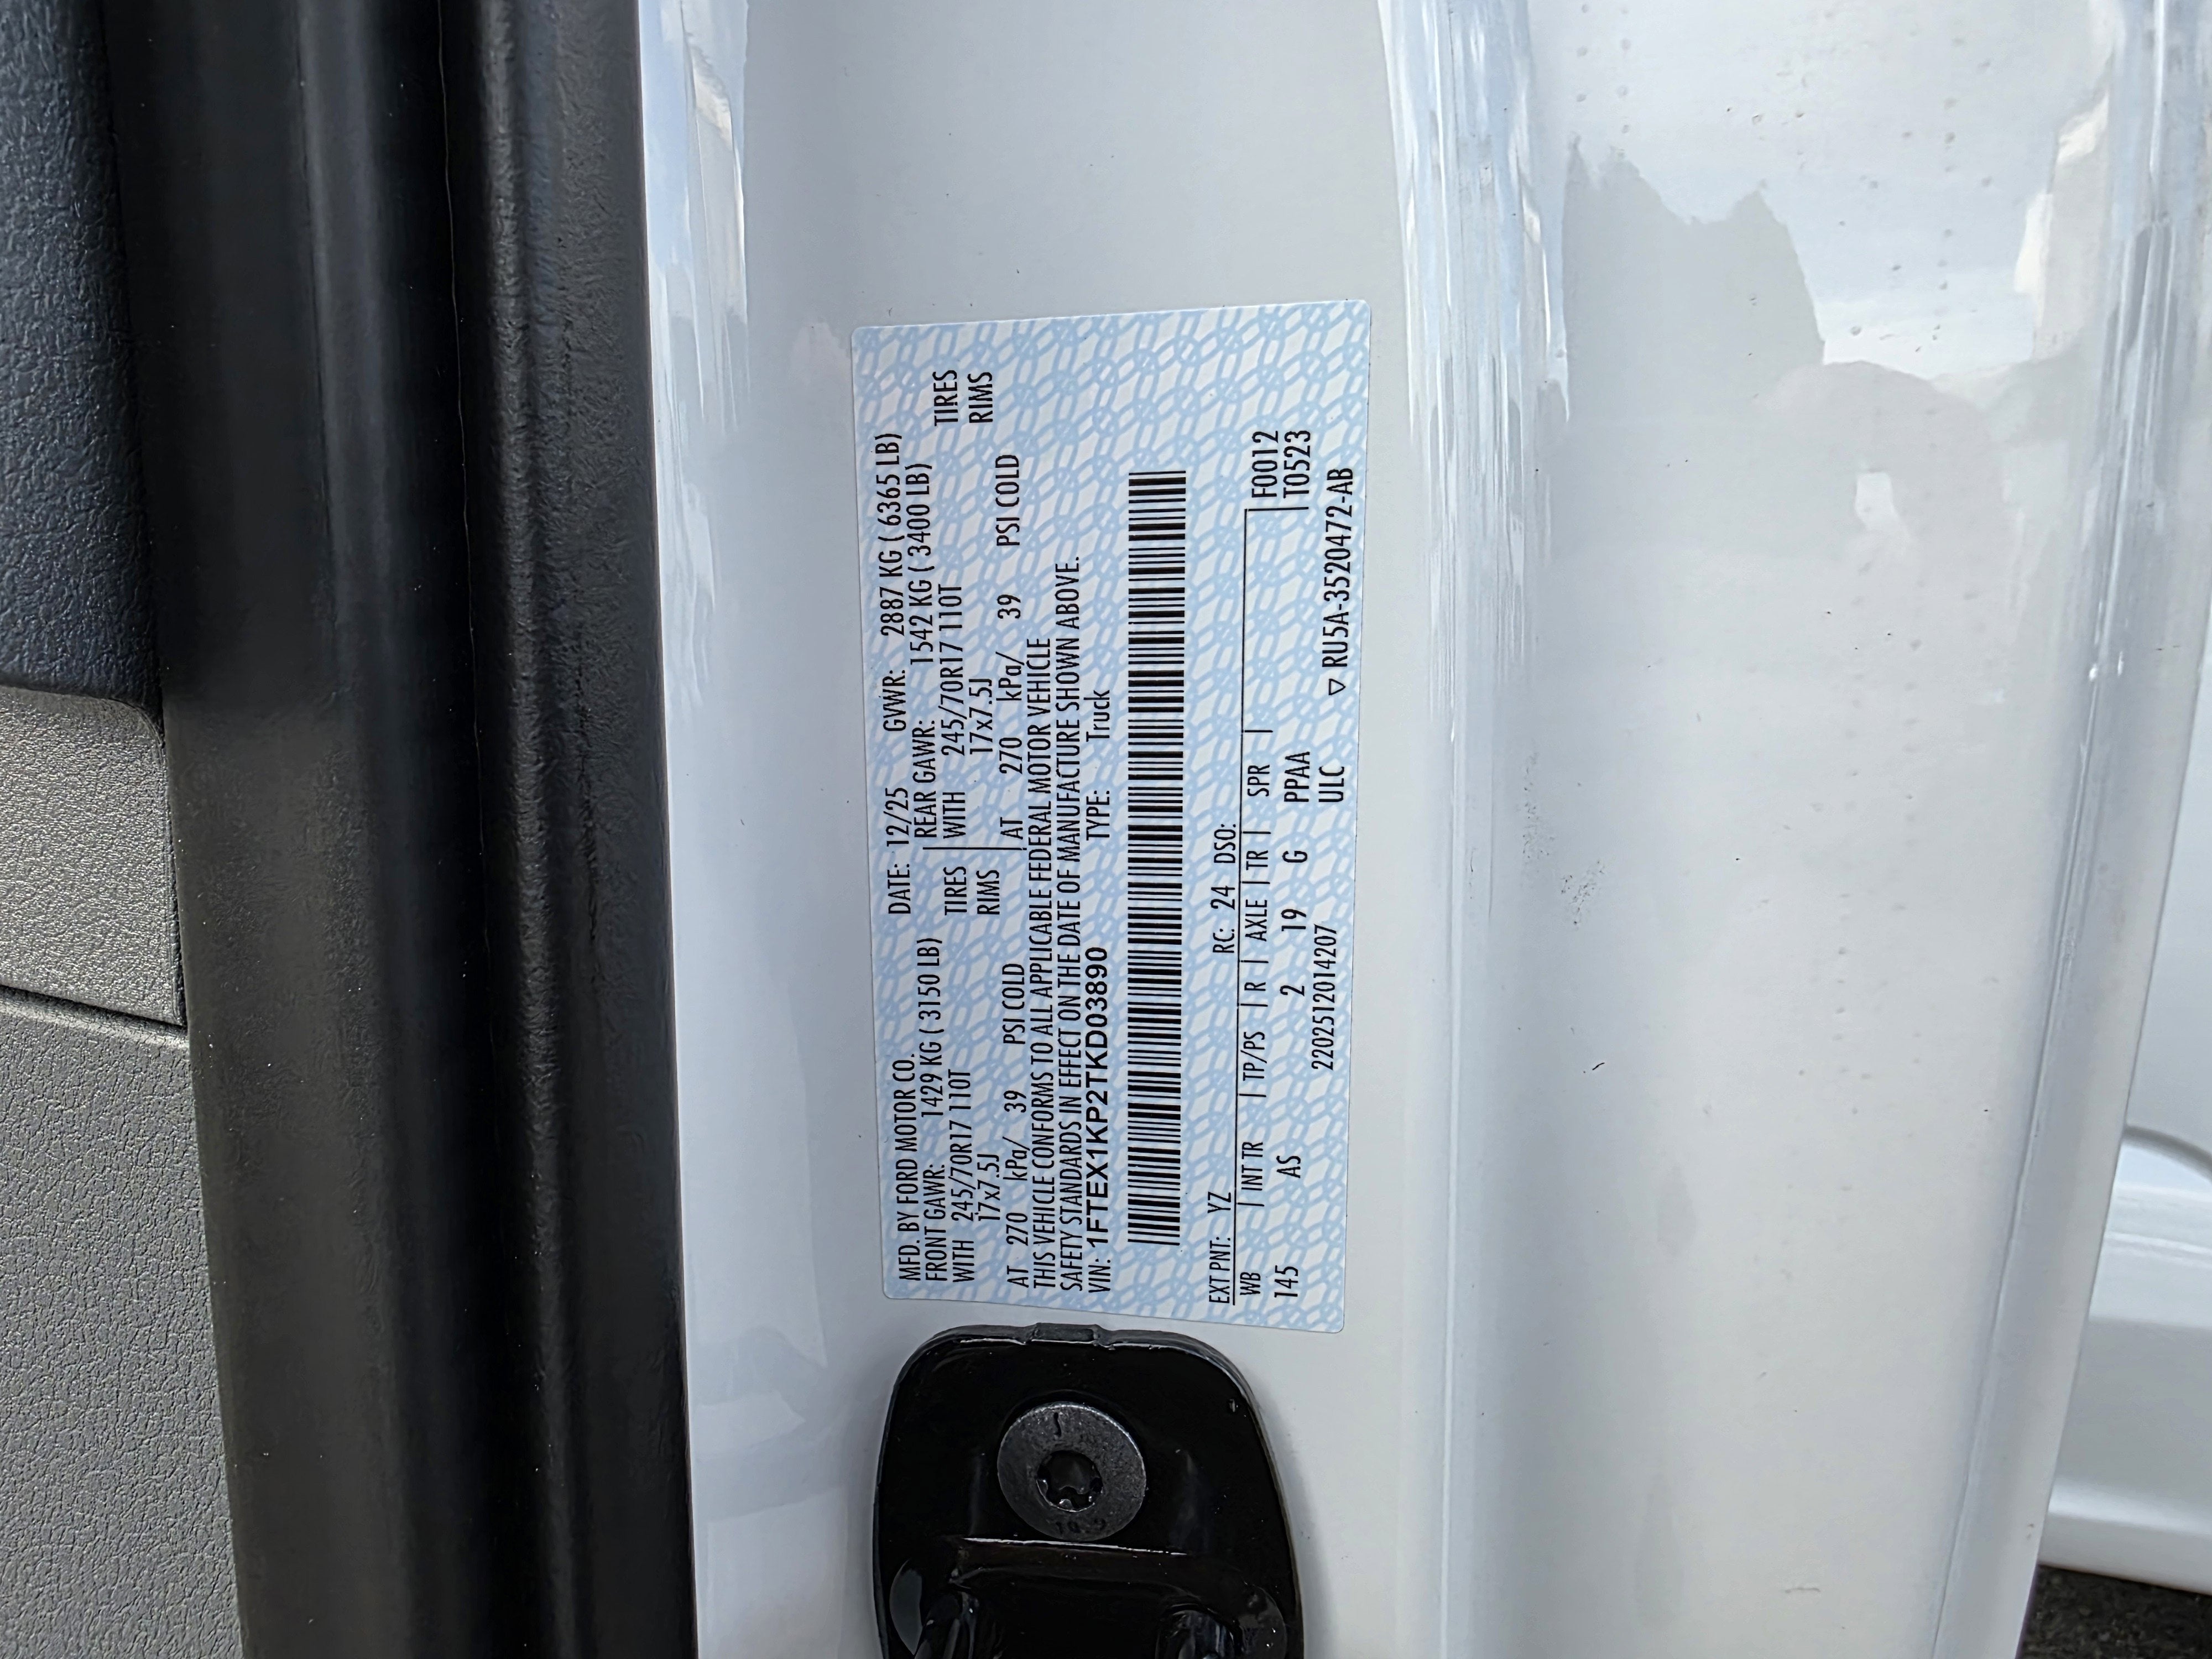 MFD. BY FORD MOTOR CO. DATE: 12/25 GVWR: 2887 KG ( 6365 LB)
FRONT GAWR: 1429 KG ( 3150 LB) REAR GAWR: 1542 KG ( 3400 LB)
WITH 245/70R17 110T TIRES WITH 245/70R17 110T TIRES
17x7.5J RIMS 17x7.5J RIMS
AT 270 kPa/ 39 PSI COLD AT 270 kPa/ 39 PSI COLD
THIS VEHICLE CONFORMS TO ALL APPLICABLE FEDERAL MOTOR VEHICLE
SAFETY STANDARDS IN EFFECT ON THE DATE OF MANUFACTURE SHOWN ABOVE.
VIN: 1FTEX1KP2TKD03890 TYPE: Truck
EXT PNT: YZ RC: 24 DSO: F0012
WB INT TR TP/PS R AXLE TR SPR T0523
145 AS 2 19 G PPAA
2202512014207 ULC ▽ RU5A-3520472-AB
10.9